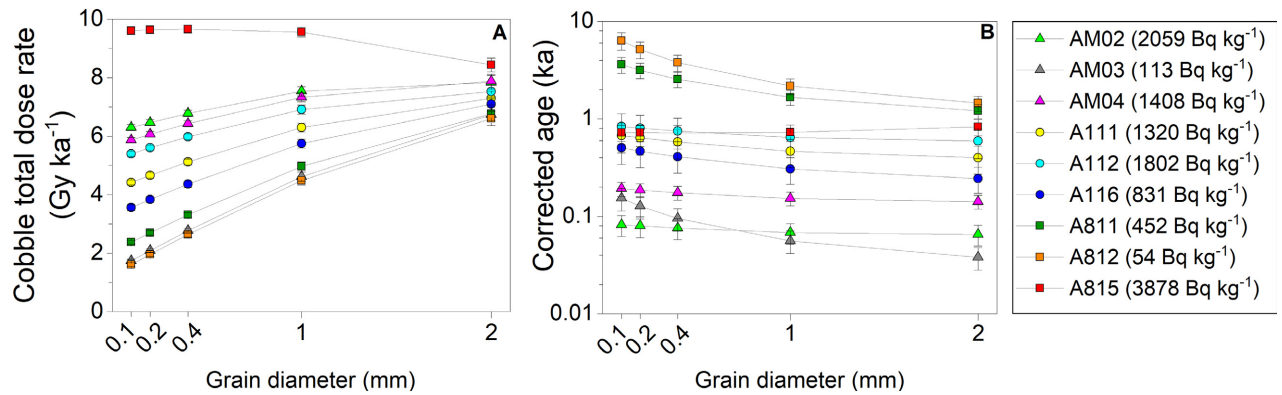 A
Cobble total dose rate
(Gy ka⁻¹)
10
8
6
4
2
0
0.1
0.2
0.4
1
2
Grain diameter (mm)
B
Corrected age (ka)
10
1
0.1
0.01
0.1
0.2
0.4
1
2
Grain diameter (mm)
AM02 (2059 Bq kg⁻¹)
AM03 (113 Bq kg⁻¹)
AM04 (1408 Bq kg⁻¹)
A111 (1320 Bq kg⁻¹)
A112 (1802 Bq kg⁻¹)
A116 (831 Bq kg⁻¹)
A811 (452 Bq kg⁻¹)
A812 (54 Bq kg⁻¹)
A815 (3878 Bq kg⁻¹)